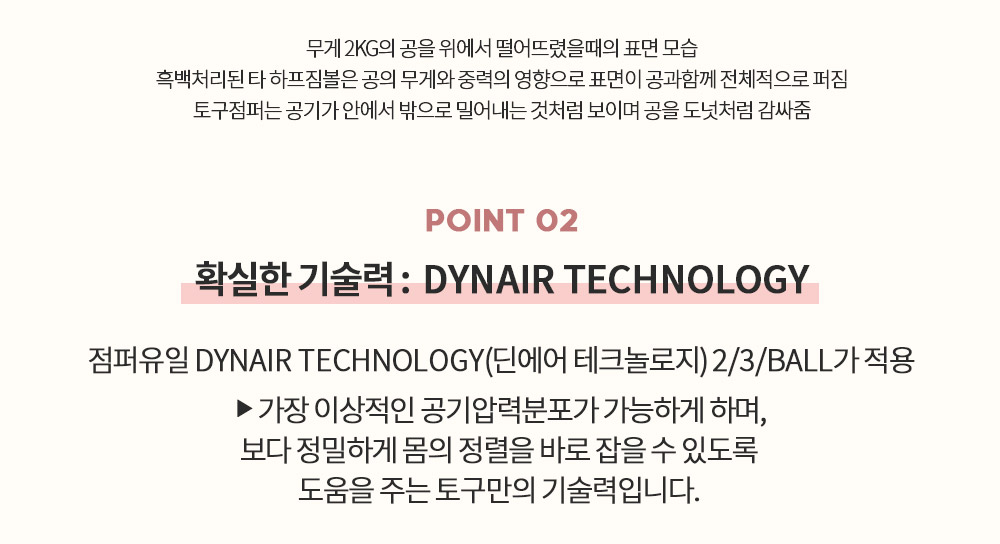 무게 2KG의 공을 위에서 떨어뜨렸을때의 표면 모습
흑백처리된 타 하프짐볼은 공의 무게와 중력의 영향으로 표면이 공과함께 전체적으로 퍼짐
토구점퍼는 공기가 안에서 밖으로 밀어내는 것처럼 보이며 공을 도넛처럼 감싸줌
POINT 02
확실한 기술력 : DYNAIR TECHNOLOGY
점퍼유일 DYNAIR TECHNOLOGY(딘에어 테크놀로지) 2/3/BALL가 적용
▶ 가장 이상적인 공기압력분포가 가능하게 하며,
보다 정밀하게 몸의 정렬을 바로 잡을 수 있도록
도움을 주는 토구만의 기술력입니다.